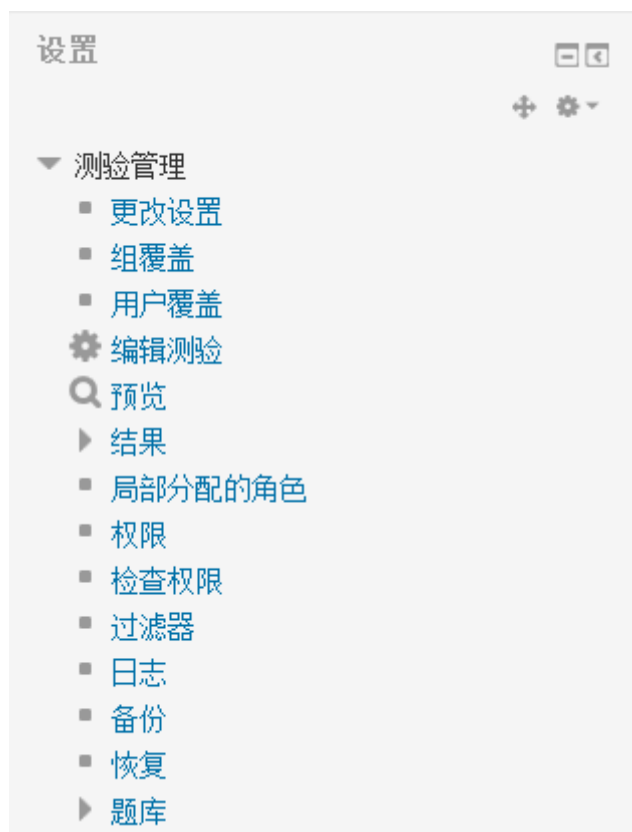 设置
测验管理
更改设置
组覆盖
用户覆盖
编辑测验
预览
结果
局部分配的角色
权限
检查权限
过滤器
日志
备份
恢复
题库